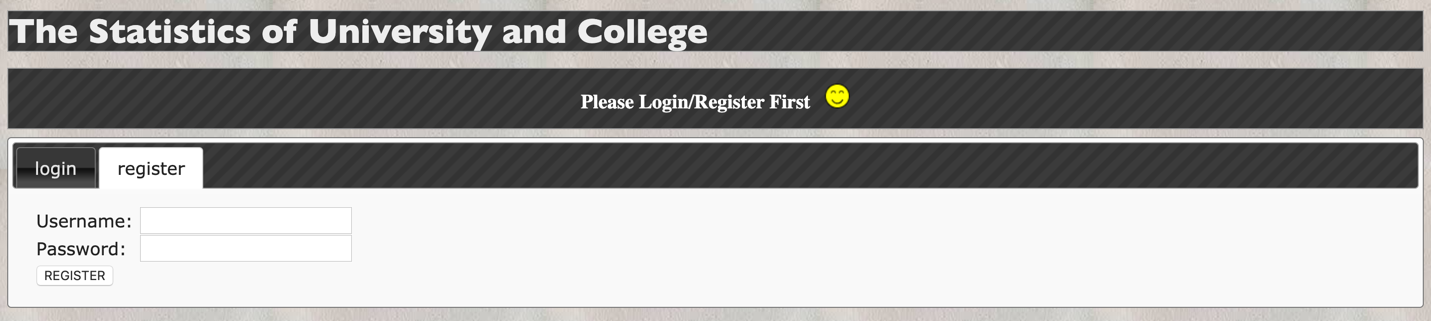 The Statistics of University and College
Please Login/Register First
login register
Username:
Password:
REGISTER